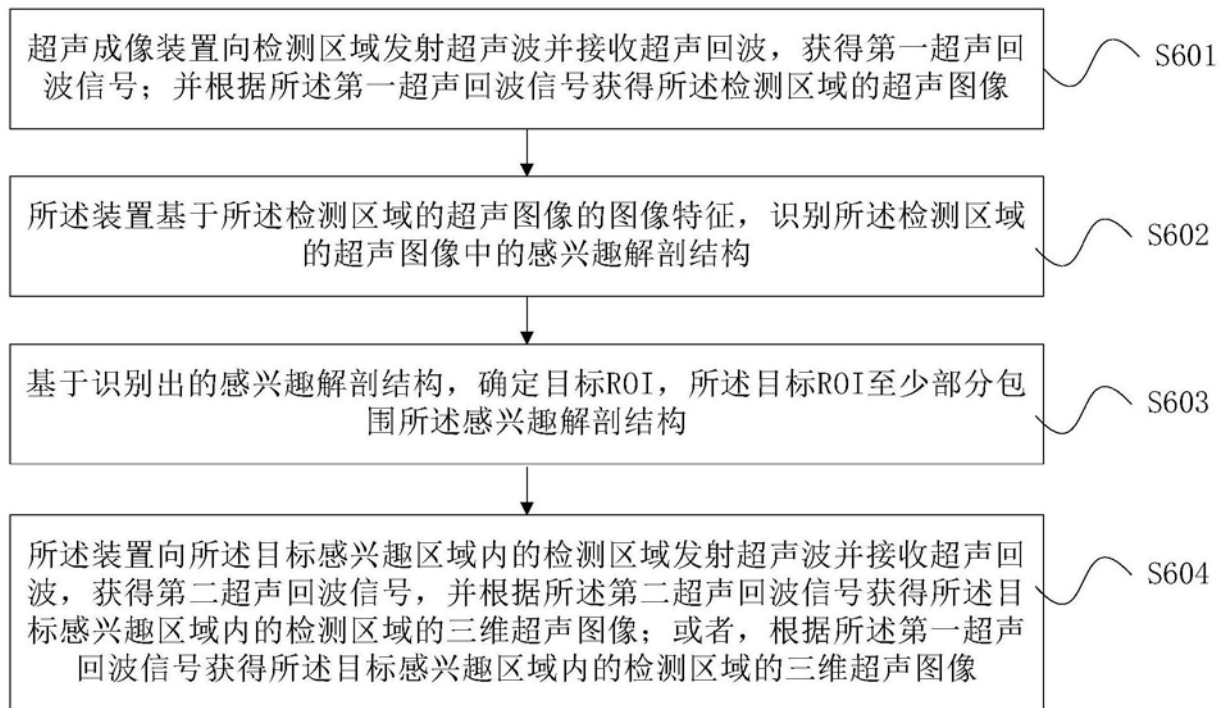 超声成像装置向检测区域发射超声波并接收超声回波，获得第一超声回
波信号；并根据所述第一超声回波信号获得所述检测区域的超声图像
S601
所述装置基于所述检测区域的超声图像的图像特征，识别所述检测区域
的超声图像中的感兴趣解剖结构
S602
基于识别出的感兴趣解剖结构，确定目标ROI，所述目标ROI至少部分包
围所述感兴趣解剖结构
S603
所述装置向所述目标感兴趣区域内的检测区域发射超声波并接收超声回
波，获得第二超声回波信号，并根据所述第二超声回波信号获得所述目
标感兴趣区域内的检测区域的三维超声图像；或者，根据所述第一超声
回波信号获得所述目标感兴趣区域内的检测区域的三维超声图像
S604